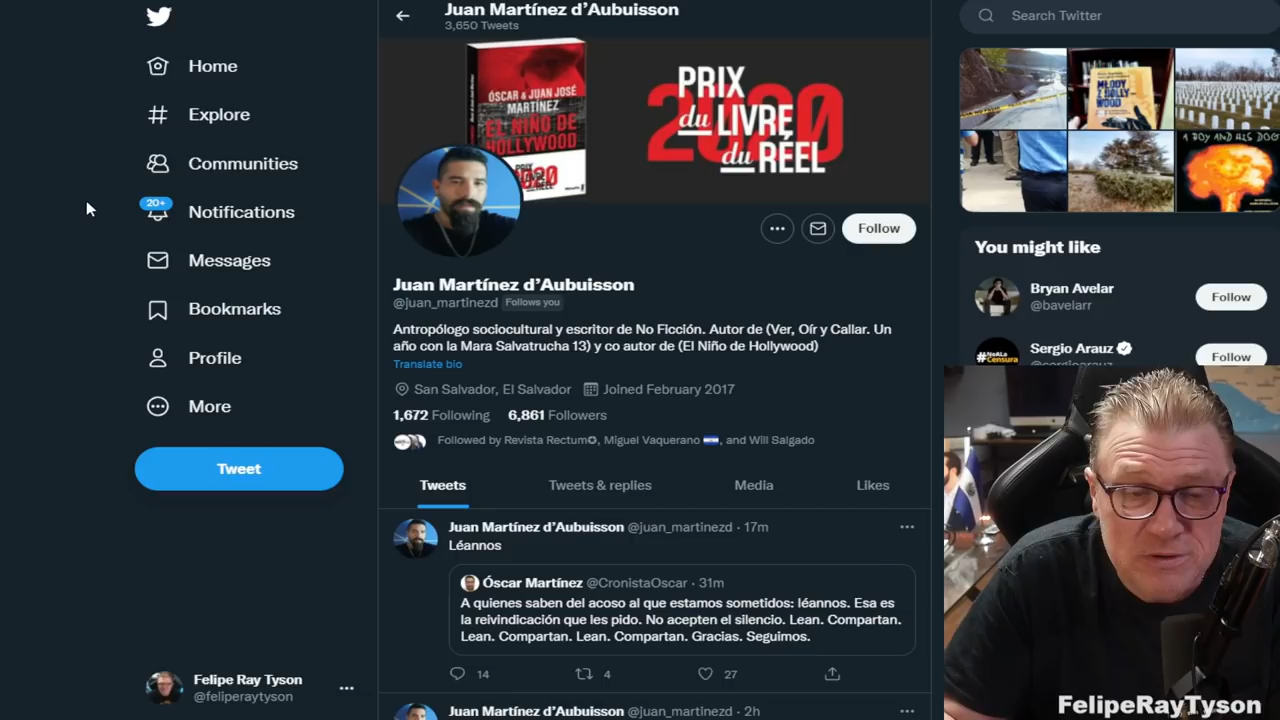 Home
Explore
Communities
20+
Notifications
Messages
Bookmarks
Profile
More
Tweet
Felipe Ray Tyson
@feliperaytyson
Juan Martínez d’Aubuisson
3,650 Tweets
ÓSCAR & JUAN JOSÉ
MARTÍNEZ
EL NIÑO DE
HOLLYWOOD
PRIX
2020
du LIVRE
du RÉEL
Follow
Juan Martínez d’Aubuisson
@juan_martinezd Follows you
Antropólogo sociocultural y escritor de No Ficción. Autor de (Ver, Oír y Callar. Un
año con la Mara Salvatrucha 13) y co autor de (El Niño de Hollywood)
Translate bio
San Salvador, El Salvador Joined February 2017
1,672 Following 6,861 Followers
Followed by Revista Rectum✪, Miguel Vaquerano 🇸🇻, and Will Salgado
Tweets Tweets & replies Media Likes
Juan Martínez d’Aubuisson @juan_martinezd · 17m
Léannos
Óscar Martínez @CronistaOscar · 31m
A quienes saben del acoso al que estamos sometidos: léannos. Esa es
la reivindicación que les pido. No acepten el silencio. Lean. Compartan.
Lean. Compartan. Lean. Compartan. Gracias. Seguimos.
14 4 27
Juan Martínez d’Aubuisson @juan_martinezd · 2h
Search Twitter
MŁODY
Z HOLLY-
WOOD
A BOY AND HIS DOG
You might like
Bryan Avelar
@bavelarr
Follow
Sergio Arauz
#NoALa
Censura
Follow
FelipeRayTyson